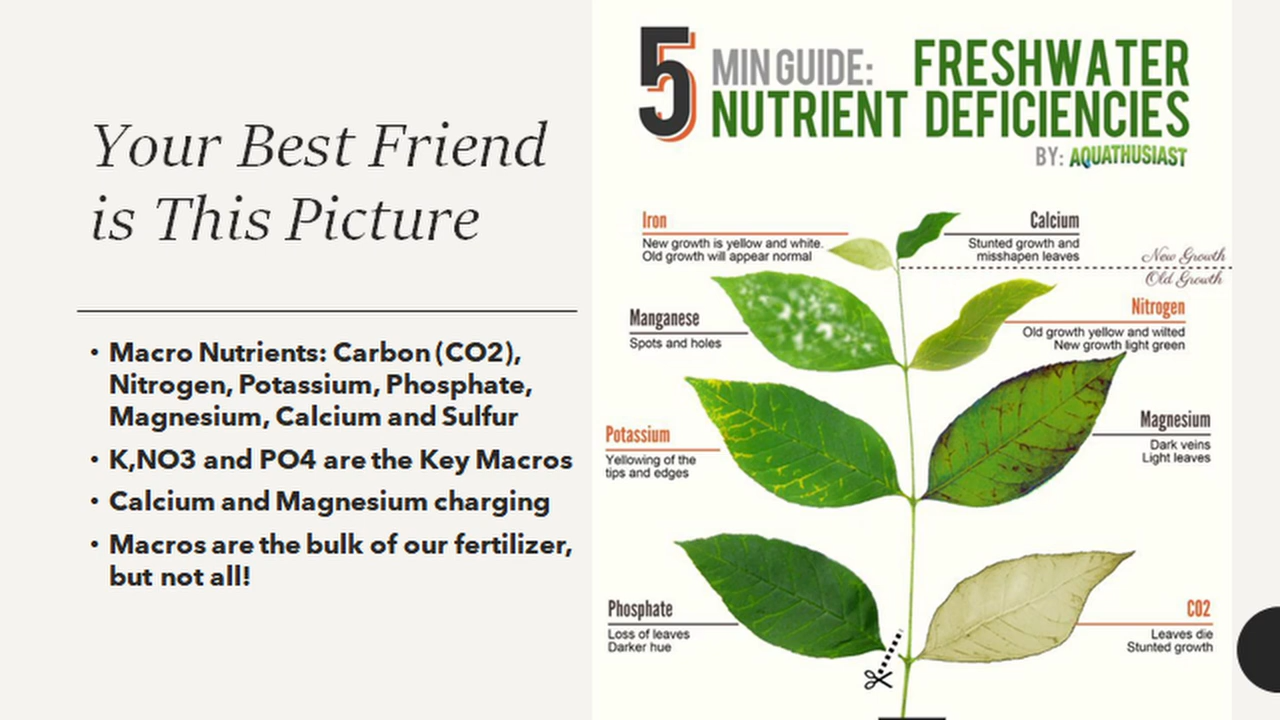 Your Best Friend
is This Picture
• Macro Nutrients: Carbon (CO2),
Nitrogen, Potassium, Phosphate,
Magnesium, Calcium and Sulfur
• K,NO3 and PO4 are the Key Macros
• Calcium and Magnesium charging
• Macros are the bulk of our fertilizer,
but not all!
5 MIN GUIDE: FRESHWATER
NUTRIENT DEFICIENCIES
BY: AQUATHUSIAST
Iron
New growth is yellow and white.
Old growth will appear normal
Calcium
Stunted growth and
misshapen leaves
New Growth
Old Growth
Manganese
Spots and holes
Nitrogen
Old growth yellow and wilted
New growth light green
Potassium
Yellowing of the
tips and edges
Magnesium
Dark veins
Light leaves
Phosphate
Loss of leaves
Darker hue
CO2
Leaves die
Stunted growth